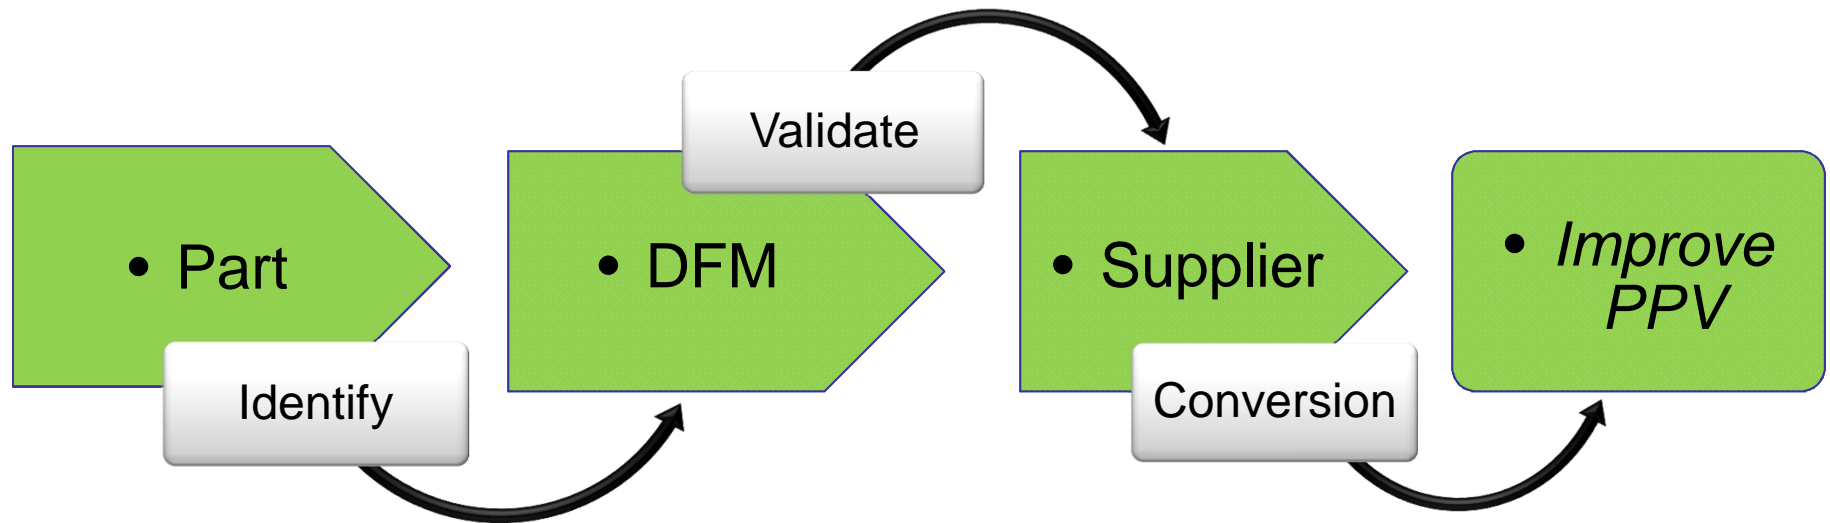 • Part
Identify
• DFM
Validate
• Supplier
Conversion
• Improve
PPV